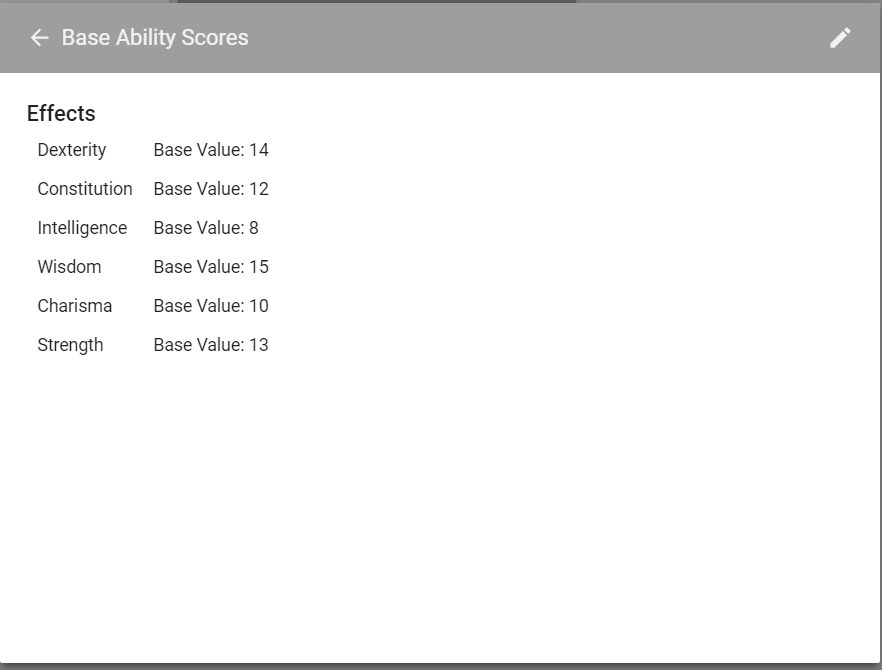 Base Ability Scores
Effects
Dexterity Base Value: 14
Constitution Base Value: 12
Intelligence Base Value: 8
Wisdom Base Value: 15
Charisma Base Value: 10
Strength Base Value: 13